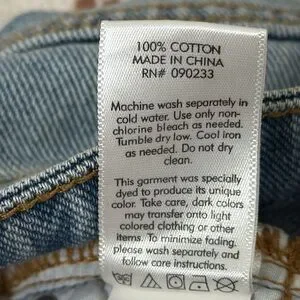 100% COTTON
MADE IN CHINA
RN# 090233
Machine wash separately in
cold water. Use only non-
chlorine bleach as needed.
Tumble dry low. Cool iron
as needed. Do not dry
clean.
This garment was specially
dyed to produce its unique
color. Take care, dark colors
may transfer onto light
colored clothing or other
items. To minimize fading,
please wash separately and
follow care instructions.